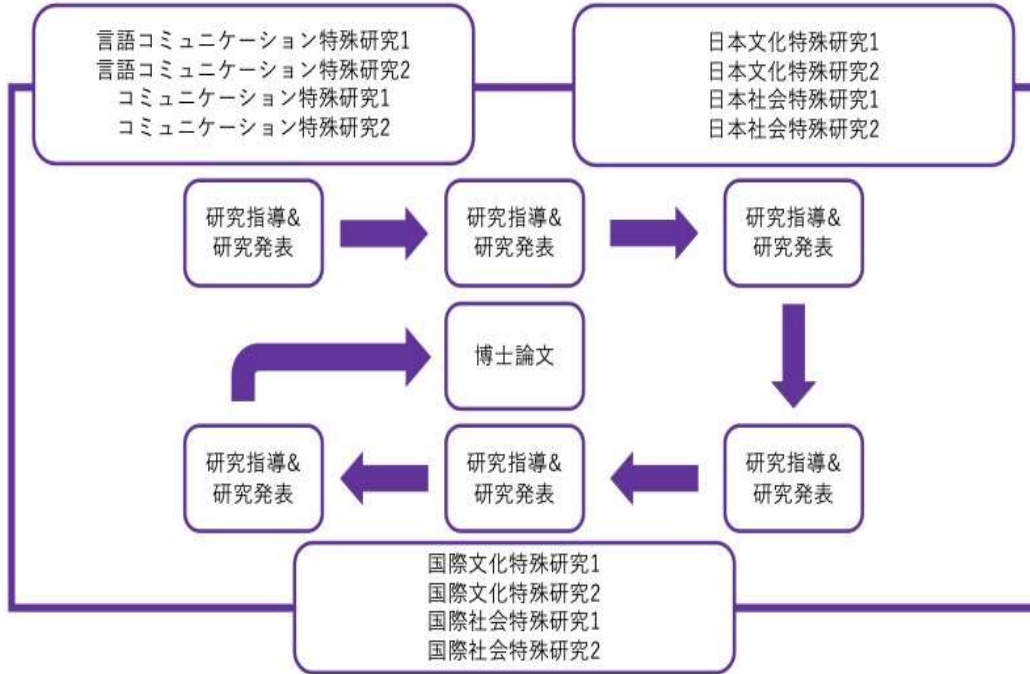 言語コミュニケーション特殊研究1
言語コミュニケーション特殊研究2
コミュニケーション特殊研究1
コミュニケーション特殊研究2
日本文化特殊研究1
日本文化特殊研究2
日本社会特殊研究1
日本社会特殊研究2
研究指導&
研究発表
研究指導&
研究発表
研究指導&
研究発表
博士論文
研究指導&
研究発表
研究指導&
研究発表
研究指導&
研究発表
国際文化特殊研究1
国際文化特殊研究2
国際社会特殊研究1
国際社会特殊研究2